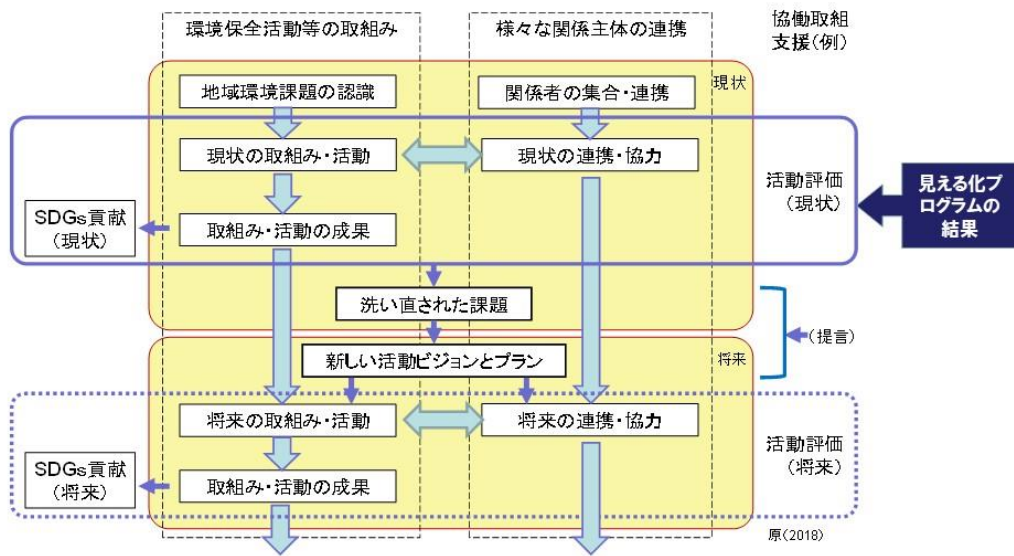 環境保全活動等の取組み
様々な関係主体の連携
協働取組
支援(例)
現状
地域環境課題の認識
関係者の集合・連携
現状の取組み・活動
現状の連携・協力
活動評価
(現状)
見える化プ
ログラムの
結果
SDGs貢献
(現状)
取組み・活動の成果
洗い直された課題
(提言)
将来
新しい活動ビジョンとプラン
将来の取組み・活動
将来の連携・協力
活動評価
(将来)
SDGs貢献
(将来)
取組み・活動の成果
原(2018)